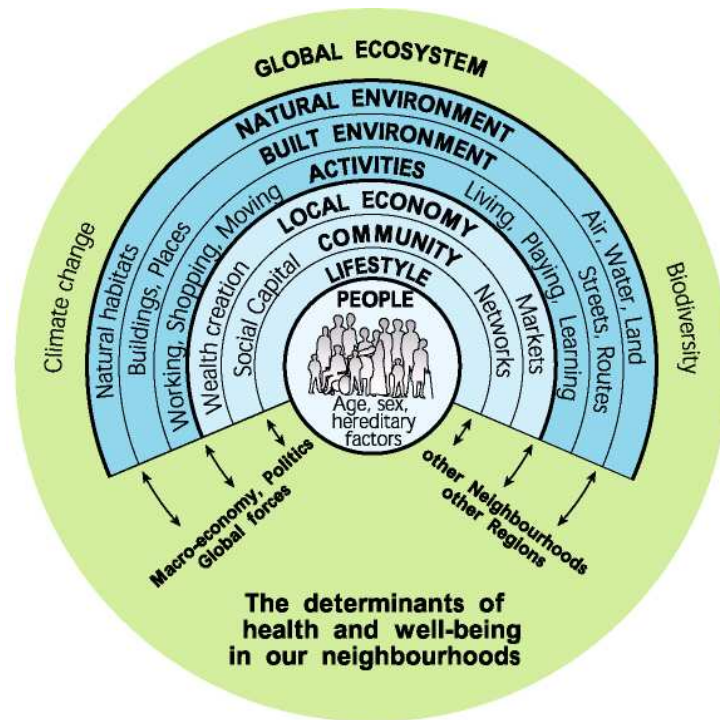 GLOBAL ECOSYSTEM
NATURAL ENVIRONMENT
BUILT ENVIRONMENT
ACTIVITIES
LOCAL ECONOMY
COMMUNITY
LIFESTYLE
PEOPLE
Age, sex,
hereditary
factors
Climate change
Natural habitats
Buildings, Places
Working, Shopping, Moving
Wealth creation
Social Capital
Networks
Markets
Living, Playing, Learning
Streets, Routes
Air, Water, Land
Biodiversity
Macro-economy, Politics
Global forces
other Neighbourhoods
other Regions
The determinants of
health and well-being
in our neighbourhoods